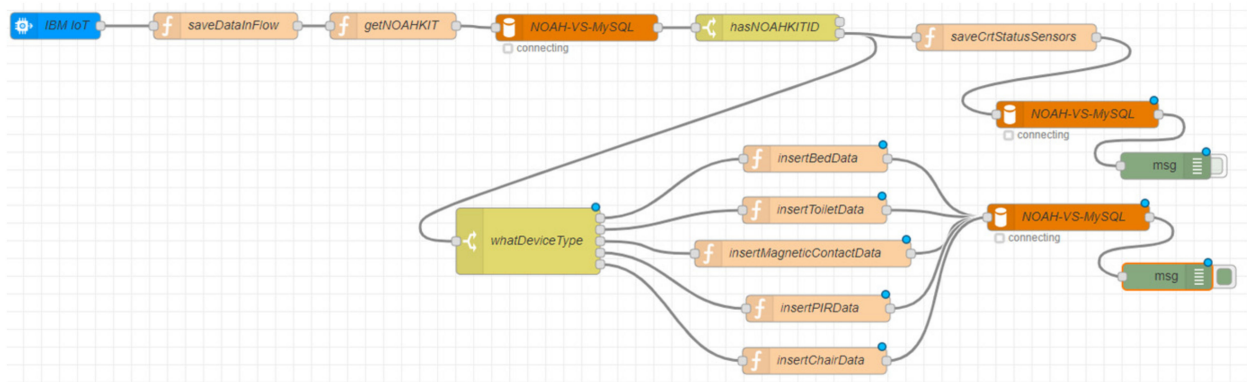 IBM IoT
saveDataInFlow
getNOAHKIT
NOAH-VS-MySQL
connecting
hasNOAHKITID
saveCrtStatusSensors
NOAH-VS-MySQL
connecting
msg
insertBedData
insertToiletData
whatDeviceType
insertMagneticContactData
insertPIRData
insertChairData
NOAH-VS-MySQL
connecting
msg